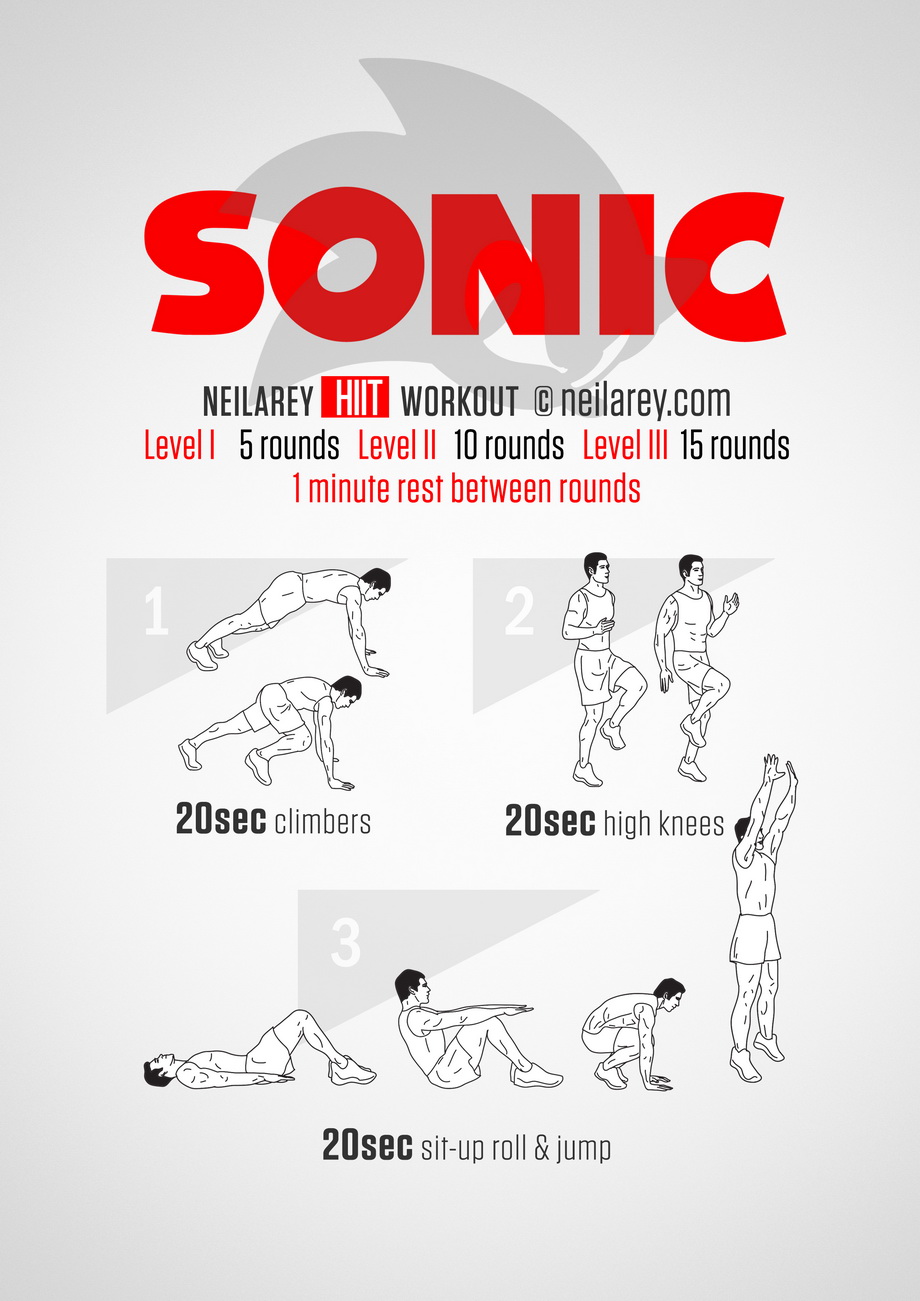 SONIC
NEILAREY HIIT WORKOUT © neilarey.com
Level I 5 rounds Level II 10 rounds Level III 15 rounds
1 minute rest between rounds
1
2
20sec climbers
20sec high knees
3
20sec sit-up roll & jump